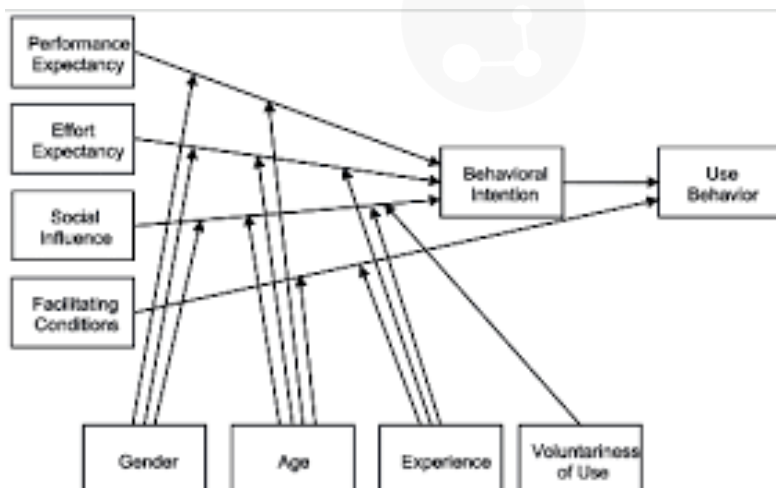 Performance
Expectancy
Effort
Expectancy
Social
Influence
Facilitating
Conditions
Behavioral
Intention
Use
Behavior
Gender
Age
Experience
Voluntariness
of Use